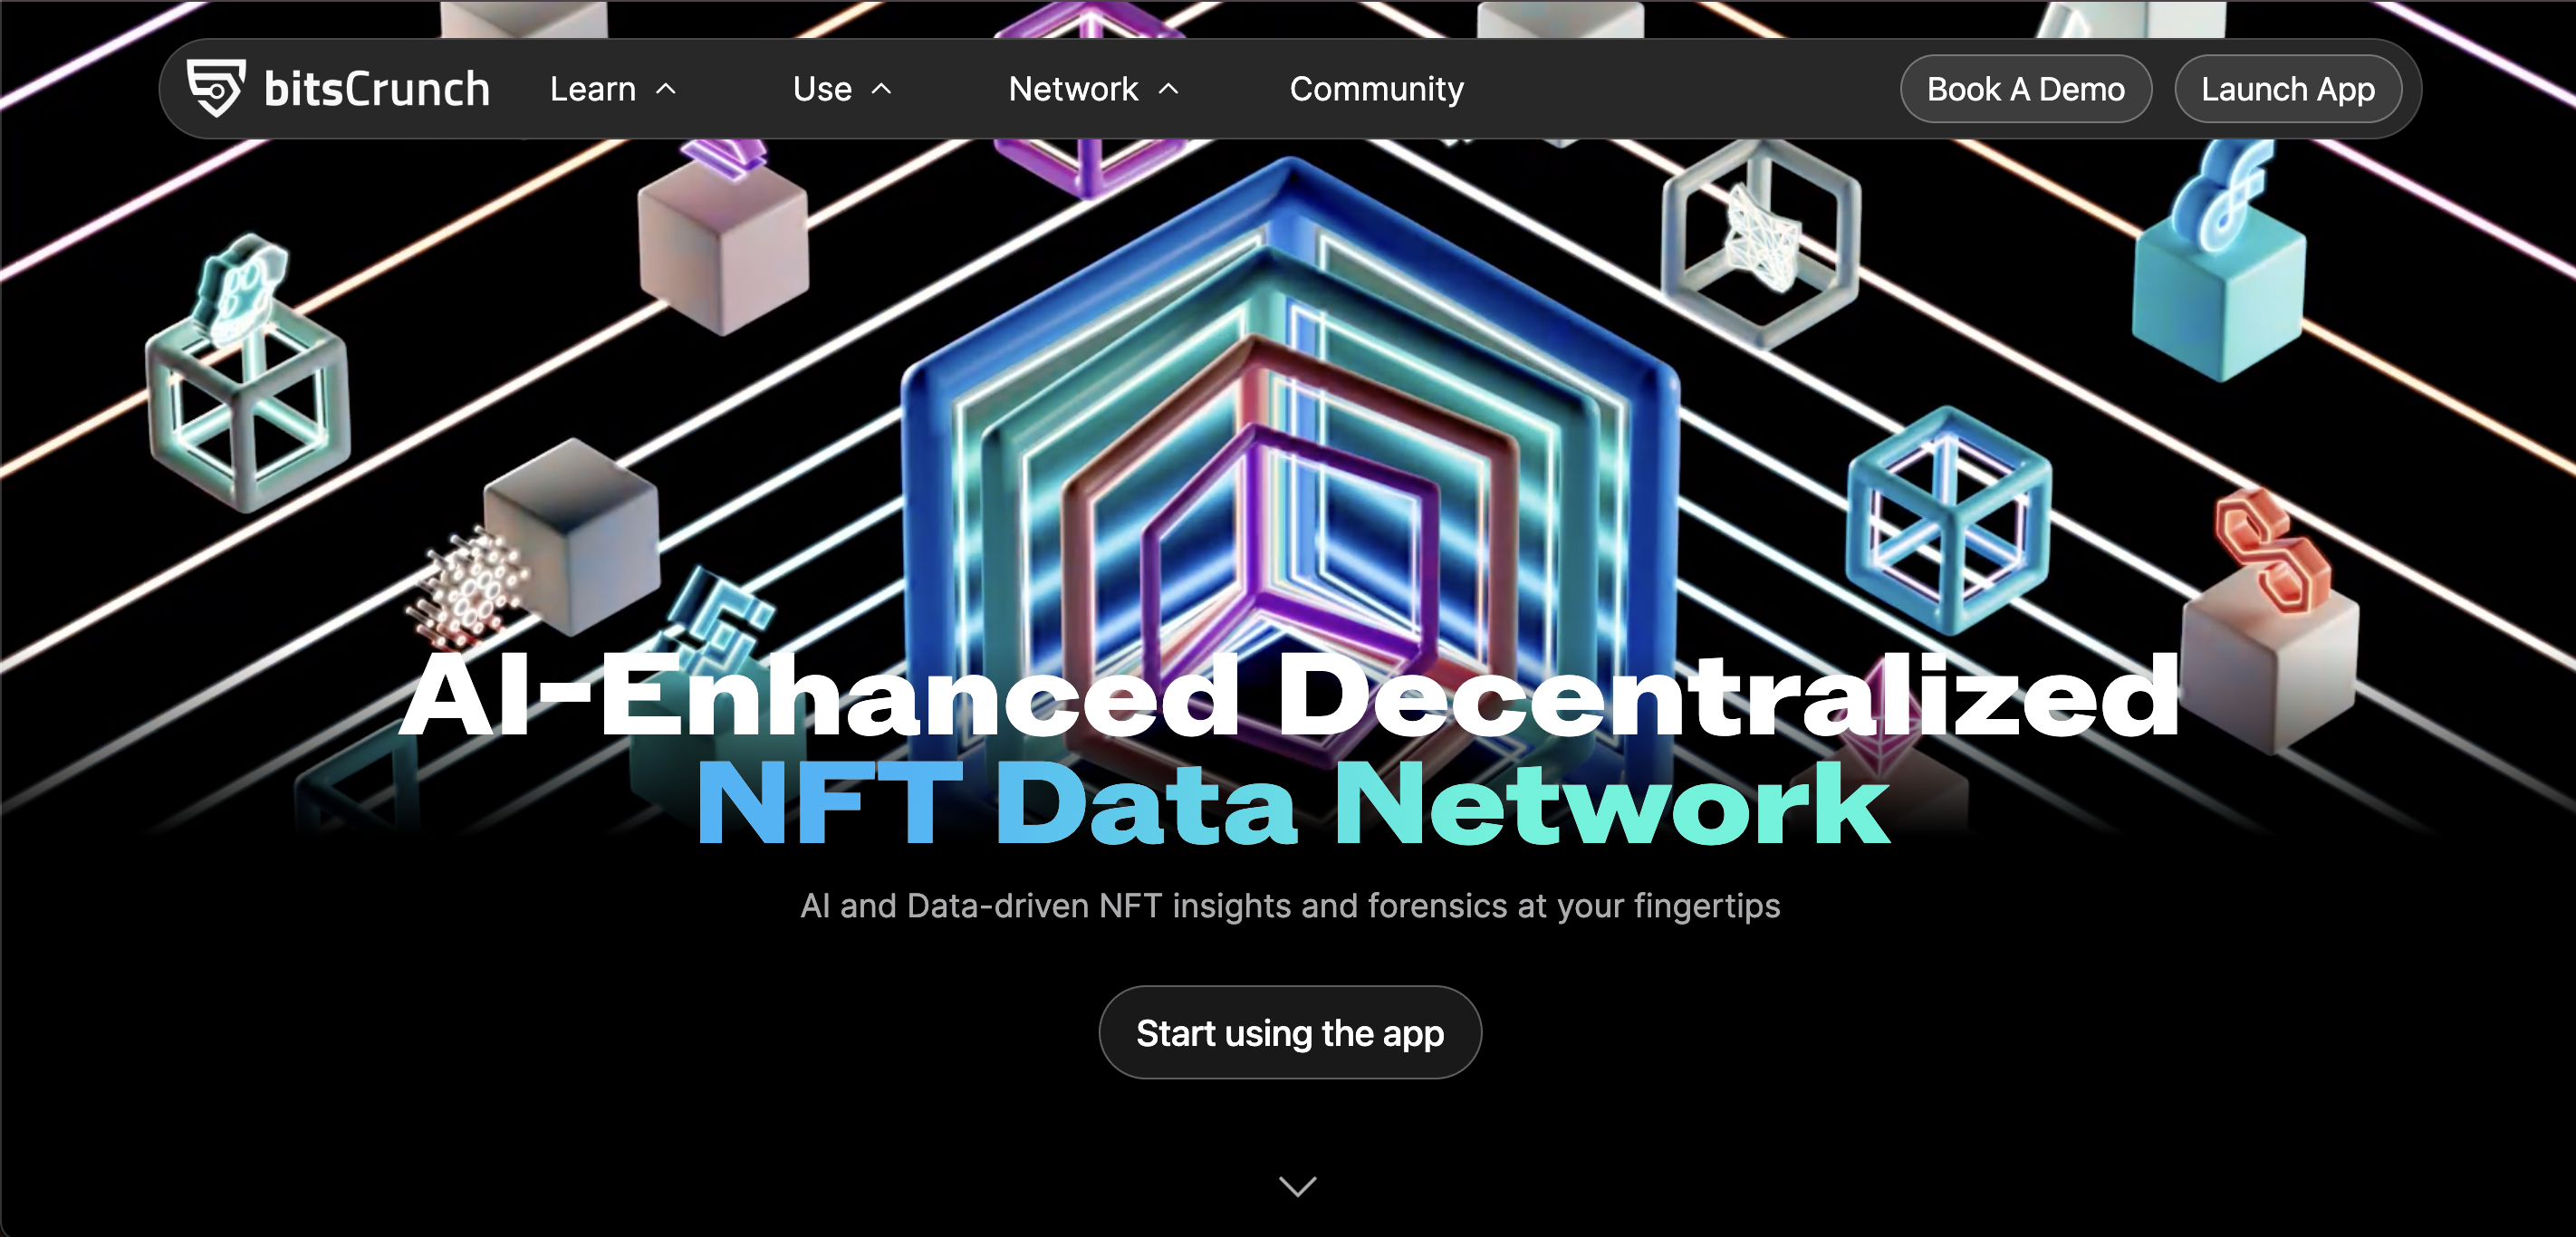 bitsCrunch
Learn
Use
Network
Community
Book A Demo
Launch App
AI-Enhanced Decentralized
NFT Data Network
AI and Data-driven NFT insights and forensics at your fingertips
Start using the app